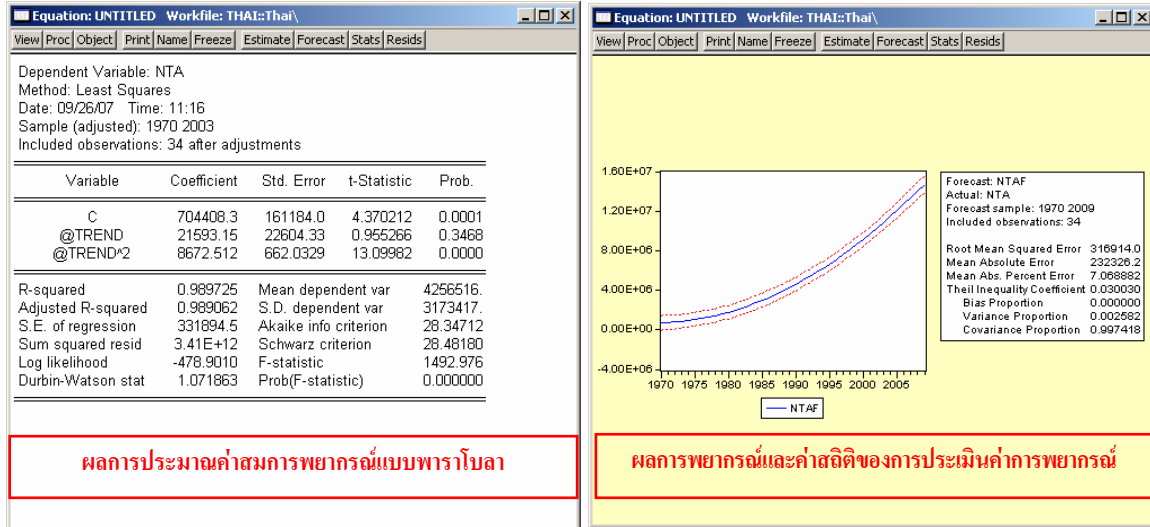 Equation: UNTITLED Workfile: THAI::Thai\
View Proc Object Print Name Freeze Estimate Forecast Stats Resids
Dependent Variable: NTA
Method: Least Squares
Date: 09/26/07 Time: 11:16
Sample (adjusted): 1970 2003
Included observations: 34 after adjustments
Variable Coefficient Std. Error t-Statistic Prob.
C 704408.3 161184.0 4.370212 0.0001
@TREND 21593.15 22604.33 0.955266 0.3468
@TREND^2 8672.512 662.0329 13.09982 0.0000
R-squared 0.989725 Mean dependent var 4256516.
Adjusted R-squared 0.989062 S.D. dependent var 3173417.
S.E. of regression 331894.5 Akaike info criterion 28.34712
Sum squared resid 3.41E+12 Schwarz criterion 28.48180
Log likelihood -478.9010 F-statistic 1492.976
Durbin-Watson stat 1.071863 Prob(F-statistic) 0.000000
ผลการประมาณค่าสมการพยากรณ์แบบพาราโบลา
Equation: UNTITLED Workfile: THAI::Thai\
View Proc Object Print Name Freeze Estimate Forecast Stats Resids
1.60E+07
1.20E+07
8.00E+06
4.00E+06
0.00E+00
-4.00E+06
1970 1975 1980 1985 1990 1995 2000 2005
NTAF
Forecast: NTAF
Actual: NTA
Forecast sample: 1970 2009
Included observations: 34
Root Mean Squared Error 316914.0
Mean Absolute Error 232326.2
Mean Abs. Percent Error 7.068882
Theil Inequality Coefficient 0.030030
Bias Proportion 0.000000
Variance Proportion 0.002582
Covariance Proportion 0.997418
ผลการพยากรณ์และค่าสถิติของการประเมินค่าการพยากรณ์